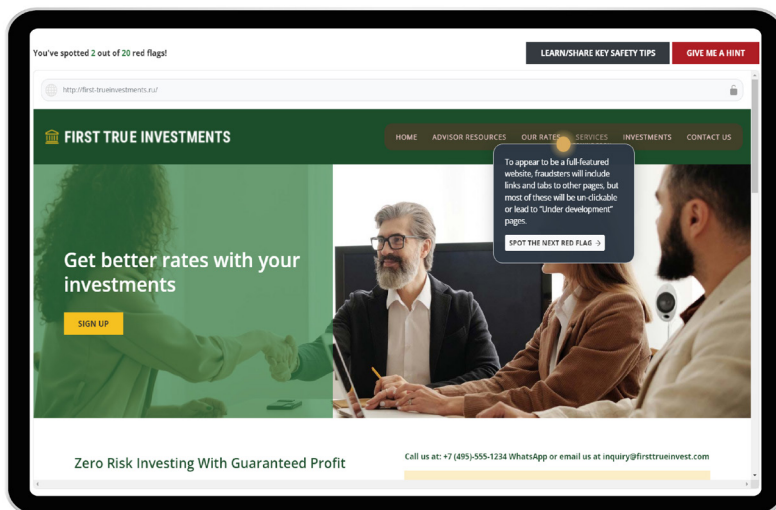 You've spotted 2 out of 20 red flags!
LEARN/SHARE KEY SAFETY TIPS
GIVE ME A HINT
http://first-trueinvestments.ru/
FIRST TRUE INVESTMENTS
HOME ADVISOR RESOURCES OUR RATES SERVICES INVESTMENTS CONTACT US
To appear to be a full-featured
website, fraudsters will include
links and tabs to other pages, but
most of these will be un-clickable
or lead to "Under development"
pages.
SPOT THE NEXT RED FLAG →
Get better rates with your
investments
SIGN UP
Zero Risk Investing With Guaranteed Profit
Call us at: +7 (495)-555-1234 WhatsApp or email us at inquiry@firsttrueinvest.com